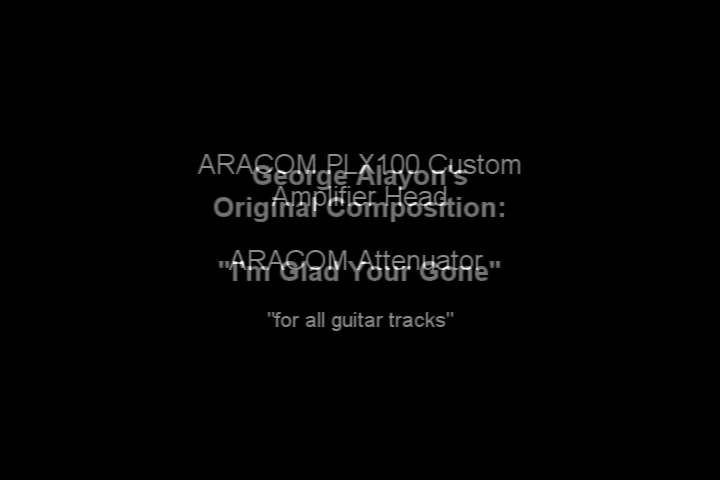 ARACOM PLX100 Custom
George Alayon's
Amplifier Head
Original Composition:
ARACOM Attenuator
"I'm Glad Your Gone"
"for all guitar tracks"